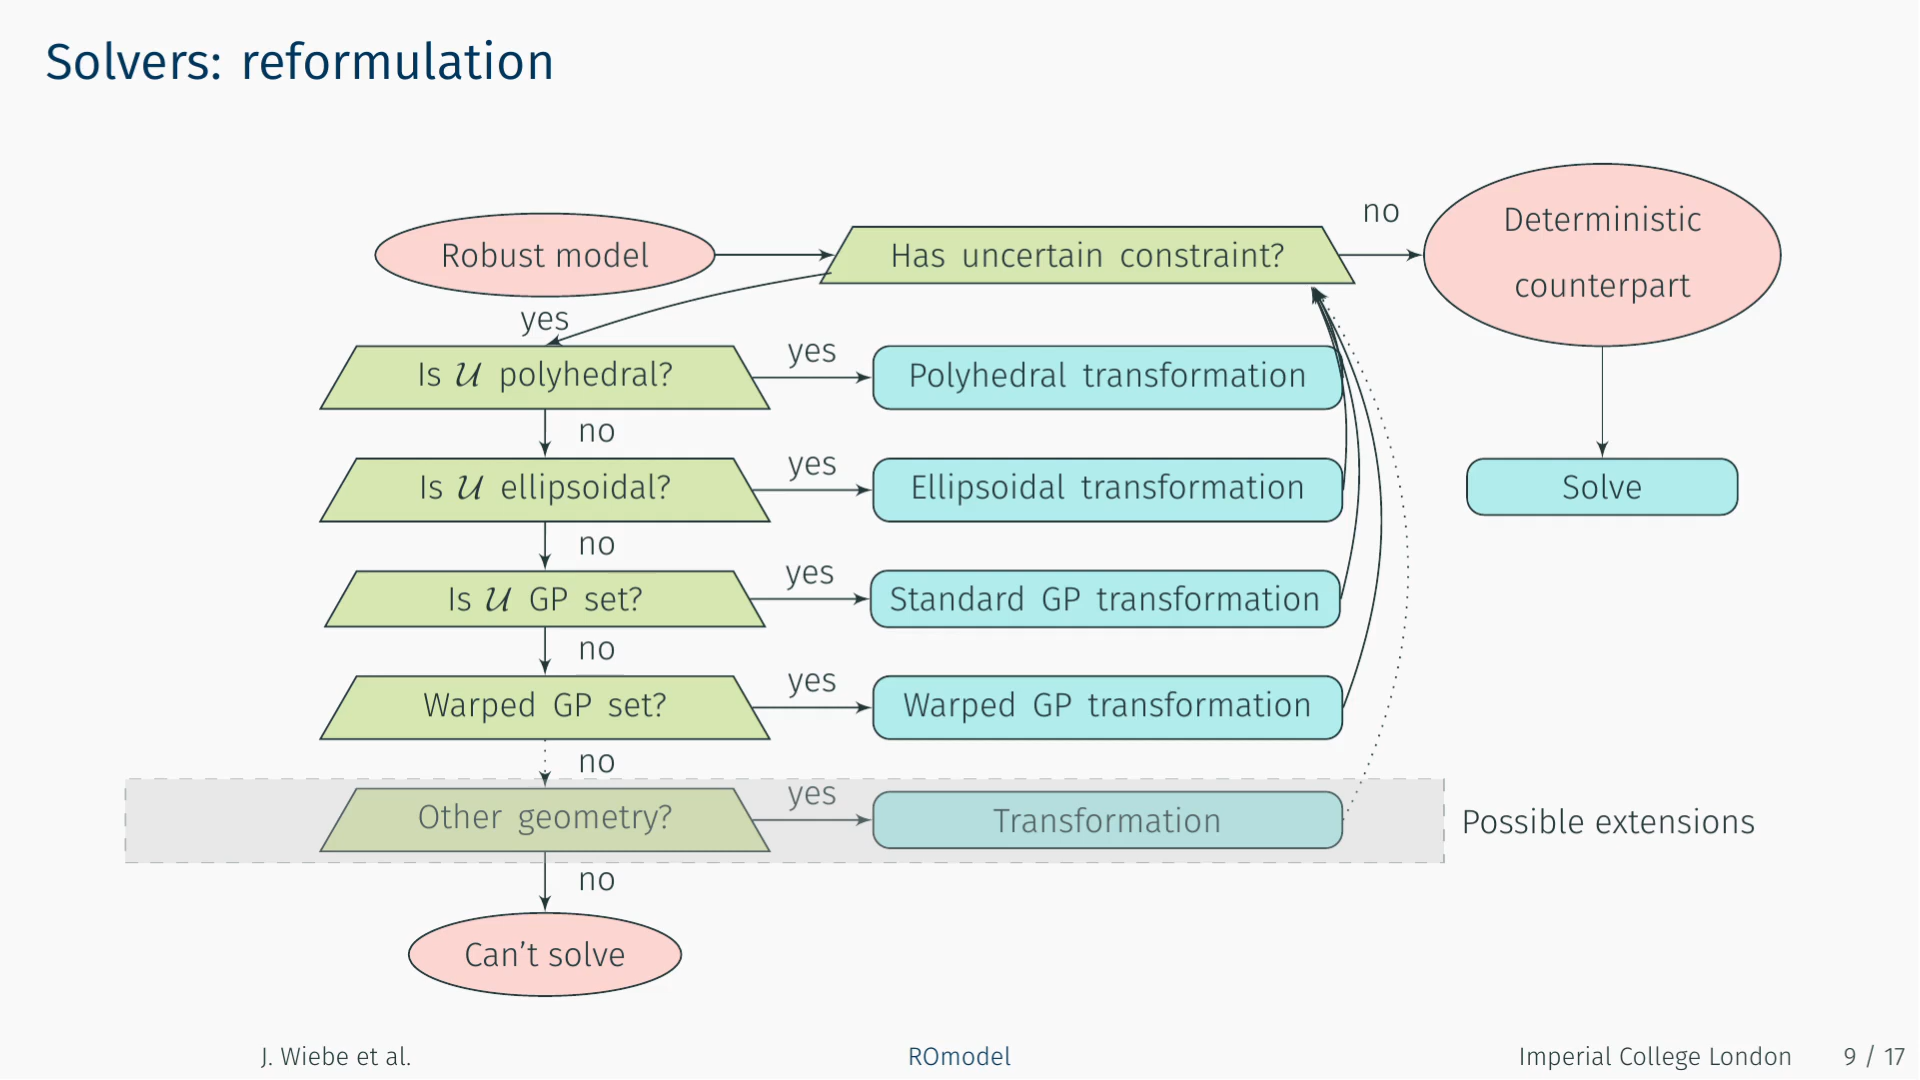 Solvers: reformulation
no
Robust model
Has uncertain constraint?
Deterministic
counterpart
yes
Is 𝒰 polyhedral?
yes
Polyhedral transformation
no
Is 𝒰 ellipsoidal?
yes
Ellipsoidal transformation
Solve
no
Is 𝒰 GP set?
yes
Standard GP transformation
no
Warped GP set?
yes
Warped GP transformation
no
Other geometry?
yes
Transformation
Possible extensions
no
Can't solve
J. Wiebe et al.
ROmodel
Imperial College London
9 / 17